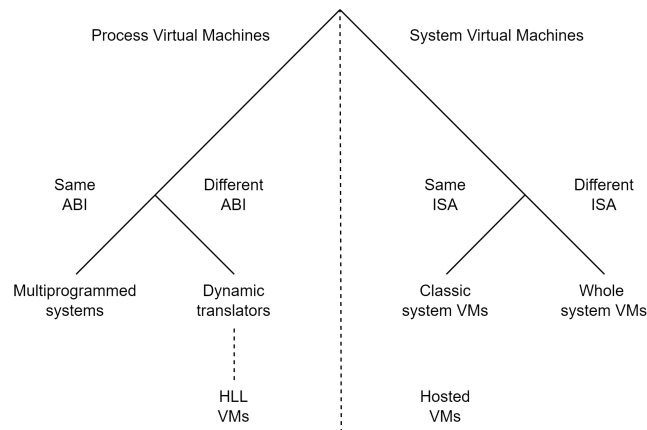 Process Virtual Machines
System Virtual Machines
Same
ABI
Different
ABI
Same
ISA
Different
ISA
Multiprogrammed
systems
Dynamic
translators
Classic
system VMs
Whole
system VMs
HLL
VMs
Hosted
VMs